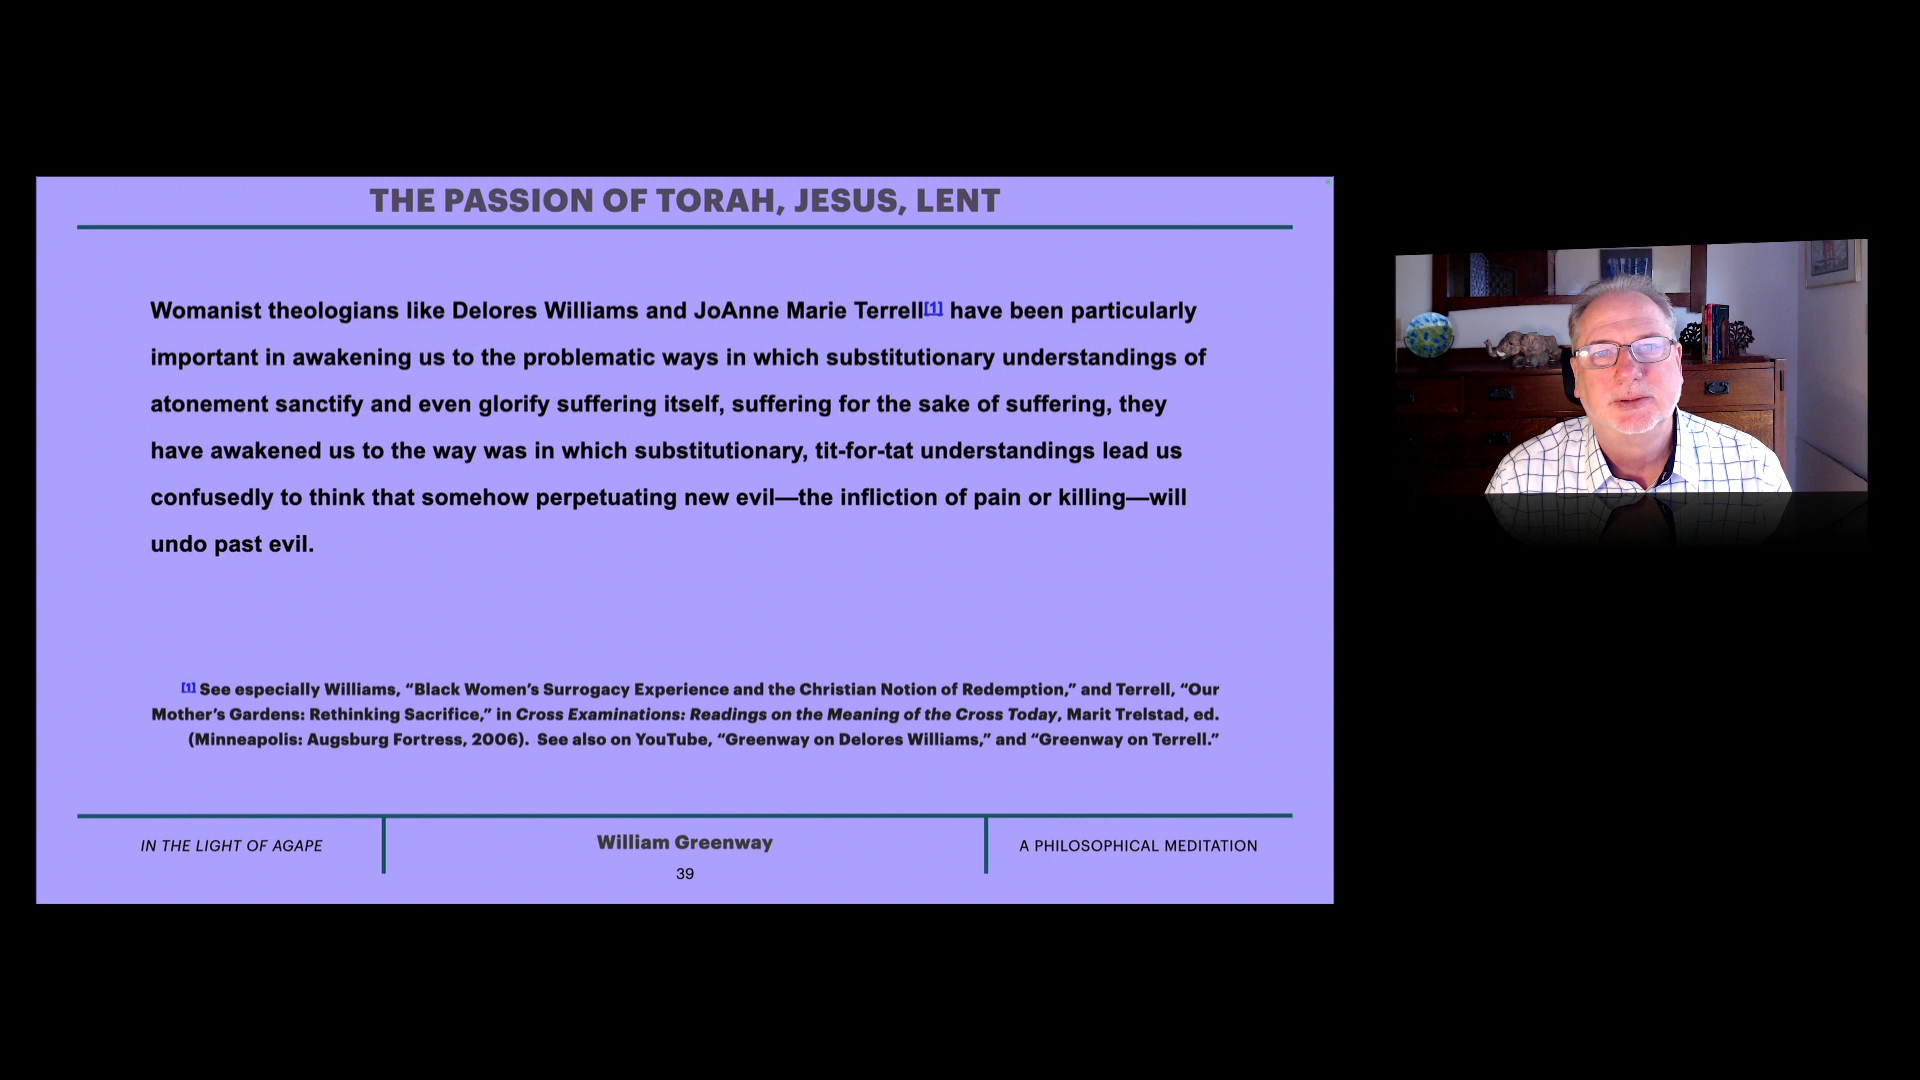 THE PASSION OF TORAH, JESUS, LENT
Womanist theologians like Delores Williams and JoAnne Marie Terrell[1] have been particularly
important in awakening us to the problematic ways in which substitutionary understandings of
atonement sanctify and even glorify suffering itself, suffering for the sake of suffering, they
have awakened us to the way was in which substitutionary, tit-for-tat understandings lead us
confusedly to think that somehow perpetuating new evil—the infliction of pain or killing—will
undo past evil.
[1] See especially Williams, “Black Women’s Surrogacy Experience and the Christian Notion of Redemption,” and Terrell, “Our
Mother’s Gardens: Rethinking Sacrifice,” in Cross Examinations: Readings on the Meaning of the Cross Today, Marit Trelstad, ed.
(Minneapolis: Augsburg Fortress, 2006).  See also on YouTube, “Greenway on Delores Williams,” and “Greenway on Terrell.”
IN THE LIGHT OF AGAPE
William Greenway
39
A PHILOSOPHICAL MEDITATION